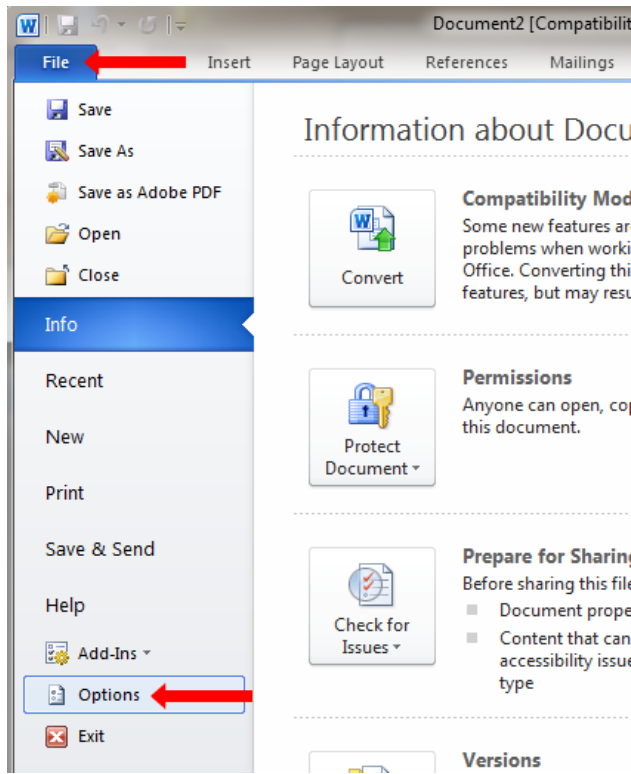 Document2 [Compatibilit
File Insert Page Layout References Mailings
Save
Save As
Save as Adobe PDF
Open
Close
Info
Recent
New
Print
Save & Send
Help
Add-Ins
Options
Exit
Information about Docu
Convert
Compatibility Mod
Some new features ar
problems when worki
Office. Converting thi
features, but may resu
Protect
Document
Permissions
Anyone can open, cop
this document.
Check for
Issues
Prepare for Sharing
Before sharing this file
Document prope
Content that can
accessibility issue
type
Versions